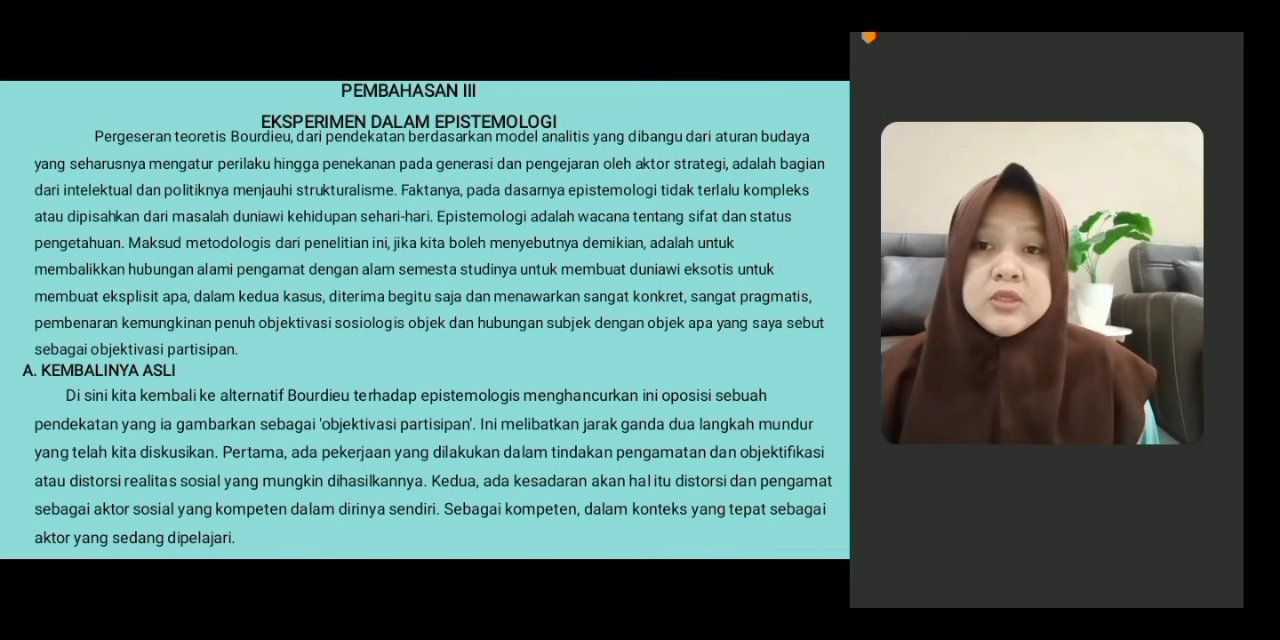 PEMBAHASAN III
EKSPERIMEN DALAM EPISTEMOLOGI
Pergeseran teoretis Bourdieu, dari pendekatan berdasarkan model analitis yang dibangu dari aturan budaya
yang seharusnya mengatur perilaku hingga penekanan pada generasi dan pengejaran oleh aktor strategi, adalah bagian
dari intelektual dan politiknya menjauhi strukturalisme. Faktanya, pada dasarnya epistemologi tidak terlalu kompleks
atau dipisahkan dari masalah duniawi kehidupan sehari-hari. Epistemologi adalah wacana tentang sifat dan status
pengetahuan. Maksud metodologis dari penelitian ini, jika kita boleh menyebutnya demikian, adalah untuk
membalikkan hubungan alami pengamat dengan alam semesta studinya untuk membuat duniawi eksotis untuk
membuat eksplisit apa, dalam kedua kasus, diterima begitu saja dan menawarkan sangat konkret, sangat pragmatis,
pembenaran kemungkinan penuh objektivasi sosiologis objek dan hubungan subjek dengan objek apa yang saya sebut
sebagai objektivasi partisipan.
A. KEMBALINYA ASLI
Di sini kita kembali ke alternatif Bourdieu terhadap epistemologis menghancurkan ini oposisi sebuah
pendekatan yang ia gambarkan sebagai 'objektivasi partisipan'. Ini melibatkan jarak ganda dua langkah mundur
yang telah kita diskusikan. Pertama, ada pekerjaan yang dilakukan dalam tindakan pengamatan dan objektifikasi
atau distorsi realitas sosial yang mungkin dihasilkannya. Kedua, ada kesadaran akan hal itu distorsi dan pengamat
sebagai aktor sosial yang kompeten dalam dirinya sendiri. Sebagai kompeten, dalam konteks yang tepat sebagai
aktor yang sedang dipelajari.